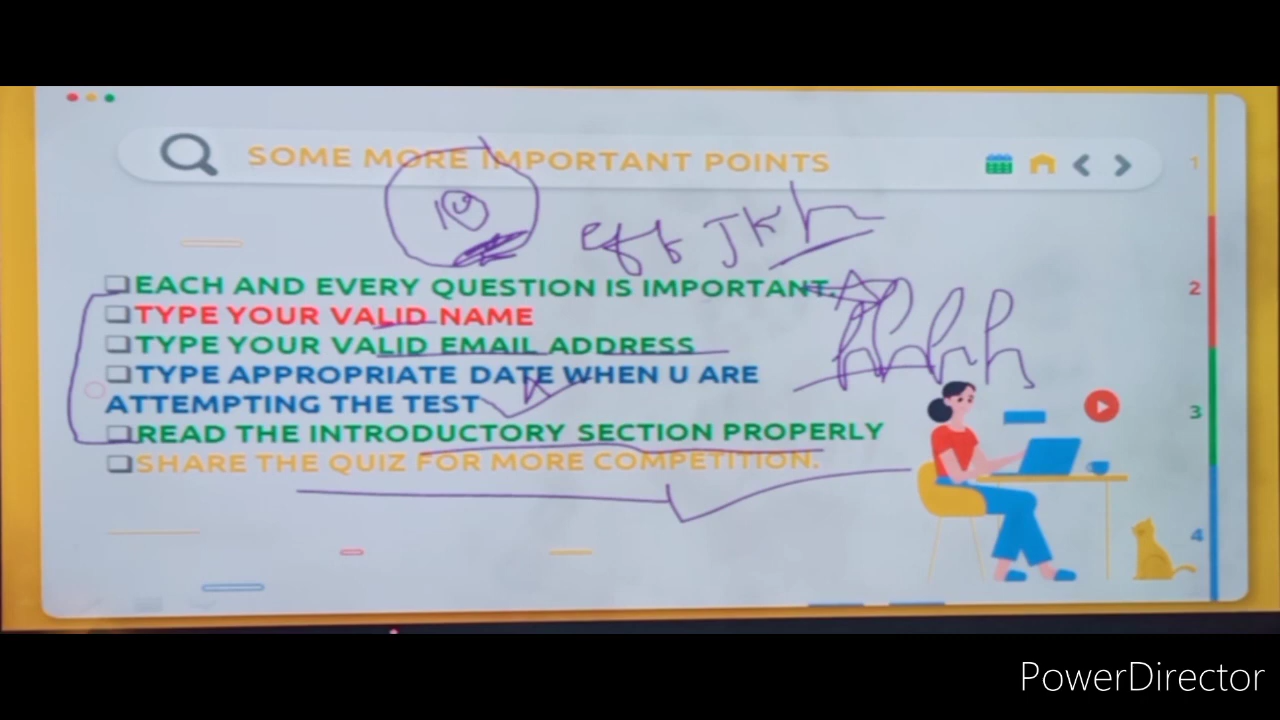 SOME MORE IMPORTANT POINTS
1
EACH AND EVERY QUESTION IS IMPORTANT.
2
TYPE YOUR VALID NAME
TYPE YOUR VALID EMAIL ADDRESS
TYPE APPROPRIATE DATE WHEN U ARE
ATTEMPTING THE TEST
3
READ THE INTRODUCTORY SECTION PROPERLY
SHARE THE QUIZ FOR MORE COMPETITION.
4
PowerDirector